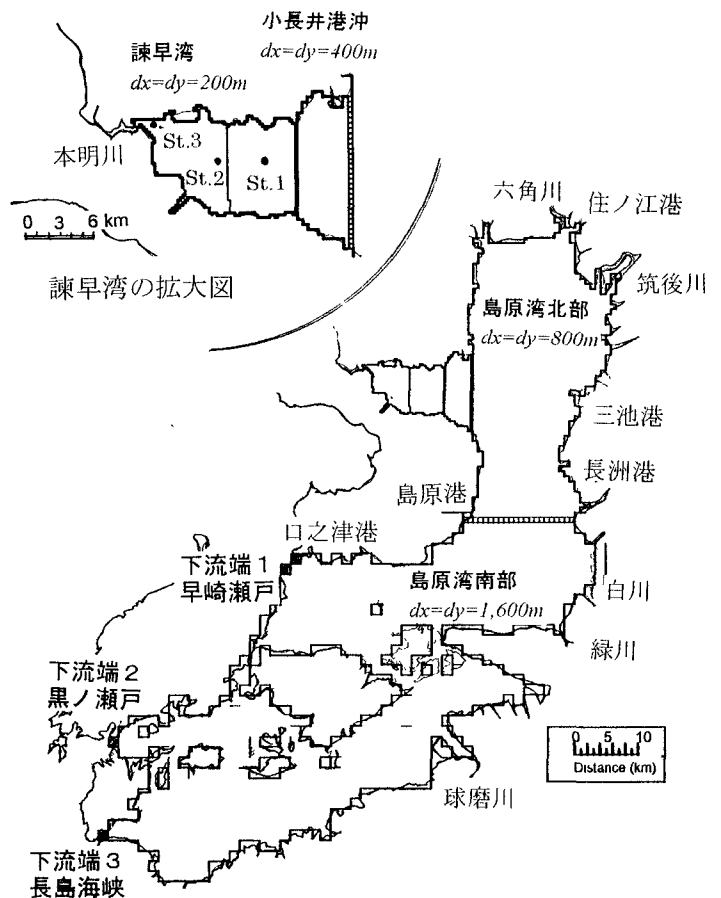 小長井港沖
dx=dy=400m
諫早湾
dx=dy=200m
St.3
St.2
St.1
本明川
0 3 6 km
諫早湾の拡大図
六角川
住ノ江港
筑後川
島原湾北部
dx=dy=800m
三池港
長洲港
島原港
口之津港
下流端1
早崎瀬戸
島原湾南部
dx=dy=1,600m
白川
緑川
下流端2
黒ノ瀬戸
0 5 10
Distance (km)
球磨川
下流端3
長島海峡